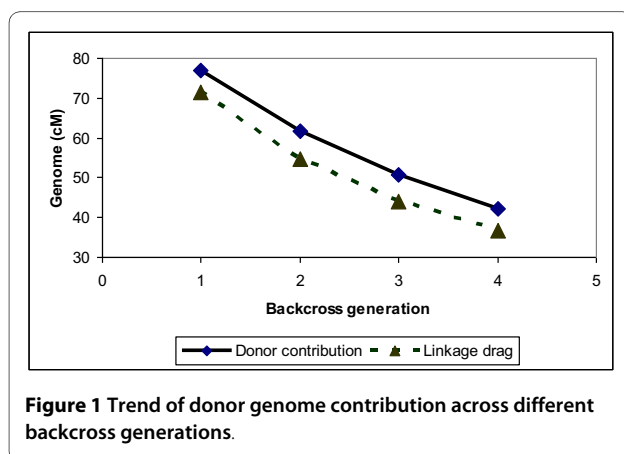 80
70
60
50
40
30
Genome (cM)
0 1 2 3 4 5
Backcross generation
Donor contribution Linkage drag
Figure 1 Trend of donor genome contribution across different
backcross generations.